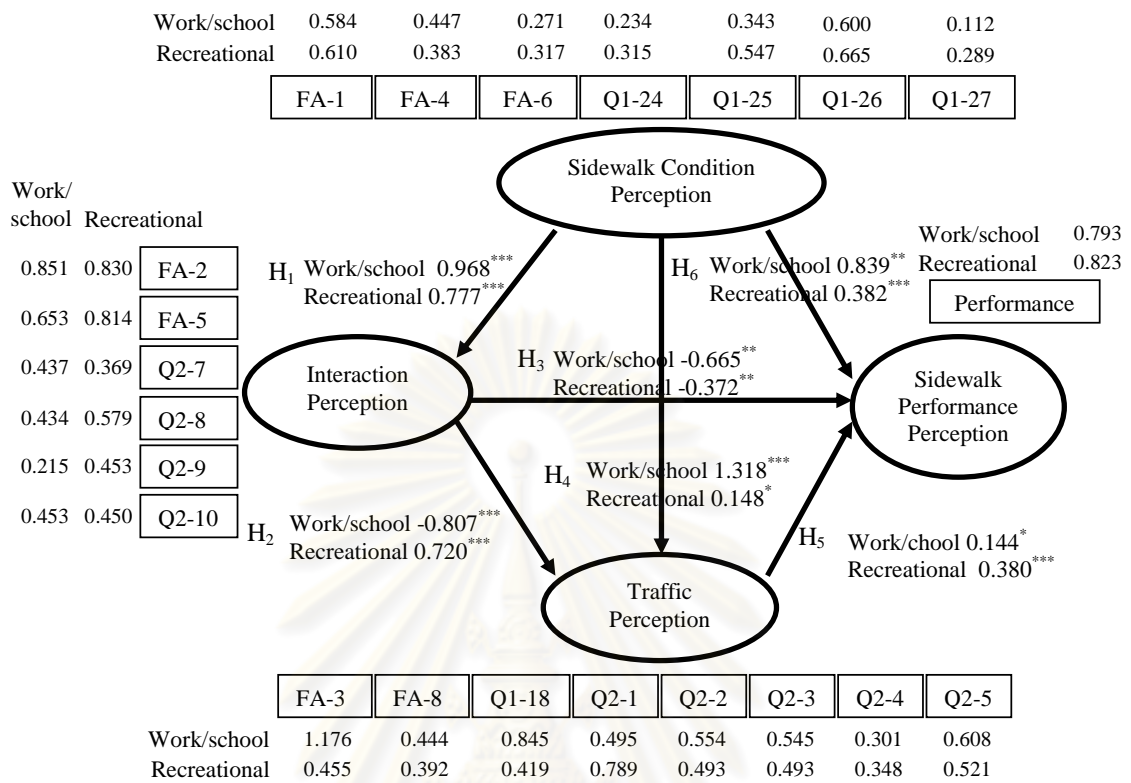 Work/school 0.584 0.447 0.271 0.234 0.343 0.600 0.112
Recreational 0.610 0.383 0.317 0.315 0.547 0.665 0.289
FA-1 FA-4 FA-6 Q1-24 Q1-25 Q1-26 Q1-27
Sidewalk Condition
Perception
Work/
school Recreational
0.851 0.830 FA-2
0.653 0.814 FA-5
0.437 0.369 Q2-7
0.434 0.579 Q2-8
0.215 0.453 Q2-9
0.453 0.450 Q2-10
H1 Work/school 0.968***
Recreational 0.777***
H6 Work/school 0.839**
Recreational 0.382***
Work/school 0.793
Recreational 0.823
Performance
Interaction
Perception
H3 Work/school -0.665**
Recreational -0.372**
Sidewalk
Performance
Perception
H4 Work/school 1.318***
Recreational 0.148*
H2 Work/school -0.807***
Recreational 0.720***
H5 Work/chool 0.144*
Recreational 0.380***
Traffic
Perception
FA-3 FA-8 Q1-18 Q2-1 Q2-2 Q2-3 Q2-4 Q2-5
Work/school 1.176 0.444 0.845 0.495 0.554 0.545 0.301 0.608
Recreational 0.455 0.392 0.419 0.789 0.493 0.493 0.348 0.521